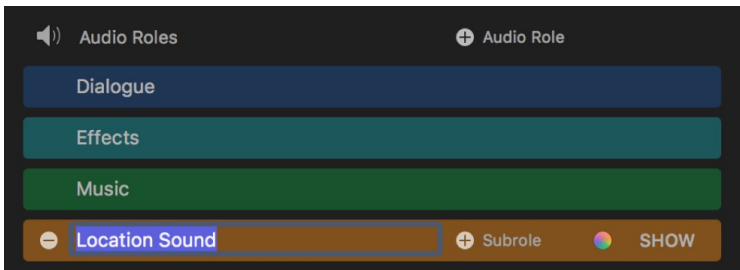 Audio Roles Audio Role
Dialogue
Effects
Music
Location Sound Subrole SHOW